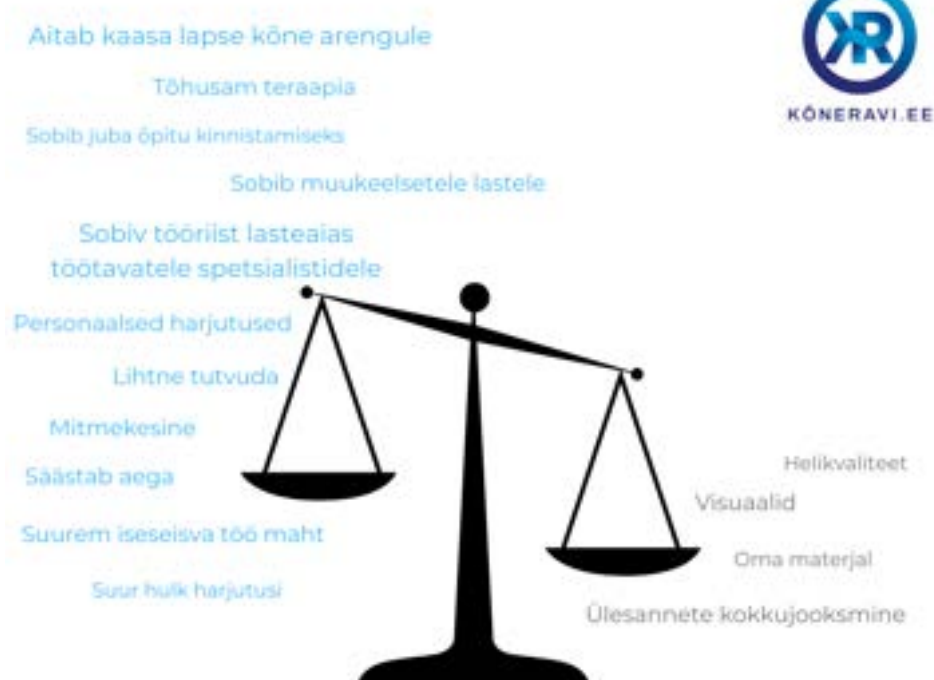 Aitab kaasa lapse kõne arengule
Tõhusam teraapia
Sobib juba õpitu kinnistamiseks
Sobib muukeelsetele lastele
Sobiv tööriist lasteaias
töötavatele spetsialistidele
Personaalsed harjutused
Lihtne tutvuda
Mitmekesine
Säästab aega
Suurem iseseisva töö maht
Suur hulk harjutusi
KR
KÕNERAVI.EE
Helikvaliteet
Visuaalid
Oma materjal
Ülesannete kokkujooksmine